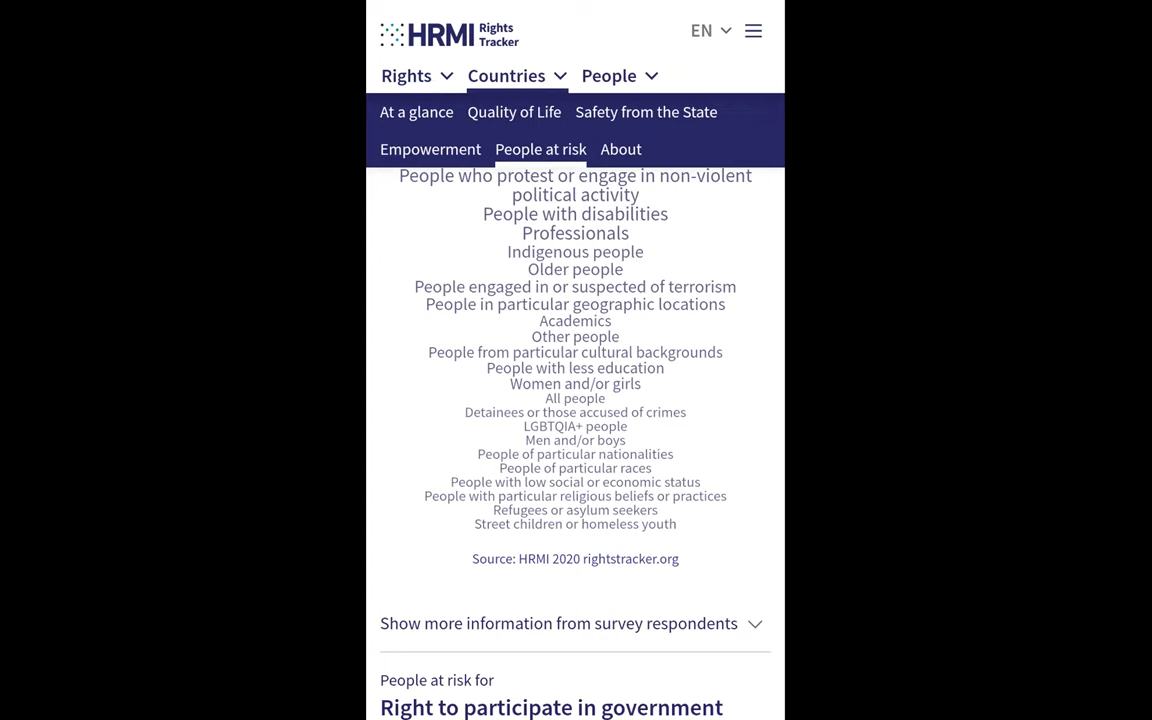 HRMI Rights Tracker
EN
Rights Countries People
At a glance Quality of Life Safety from the State
Empowerment People at risk About
People who protest or engage in non-violent
political activity
People with disabilities
Professionals
Indigenous people
Older people
People engaged in or suspected of terrorism
People in particular geographic locations
Academics
Other people
People from particular cultural backgrounds
People with less education
Women and/or girls
All people
Detainees or those accused of crimes
LGBTQIA+ people
Men and/or boys
People of particular nationalities
People of particular races
People with low social or economic status
People with particular religious beliefs or practices
Refugees or asylum seekers
Street children or homeless youth
Source: HRMI 2020 rightstracker.org
Show more information from survey respondents
People at risk for
Right to participate in government